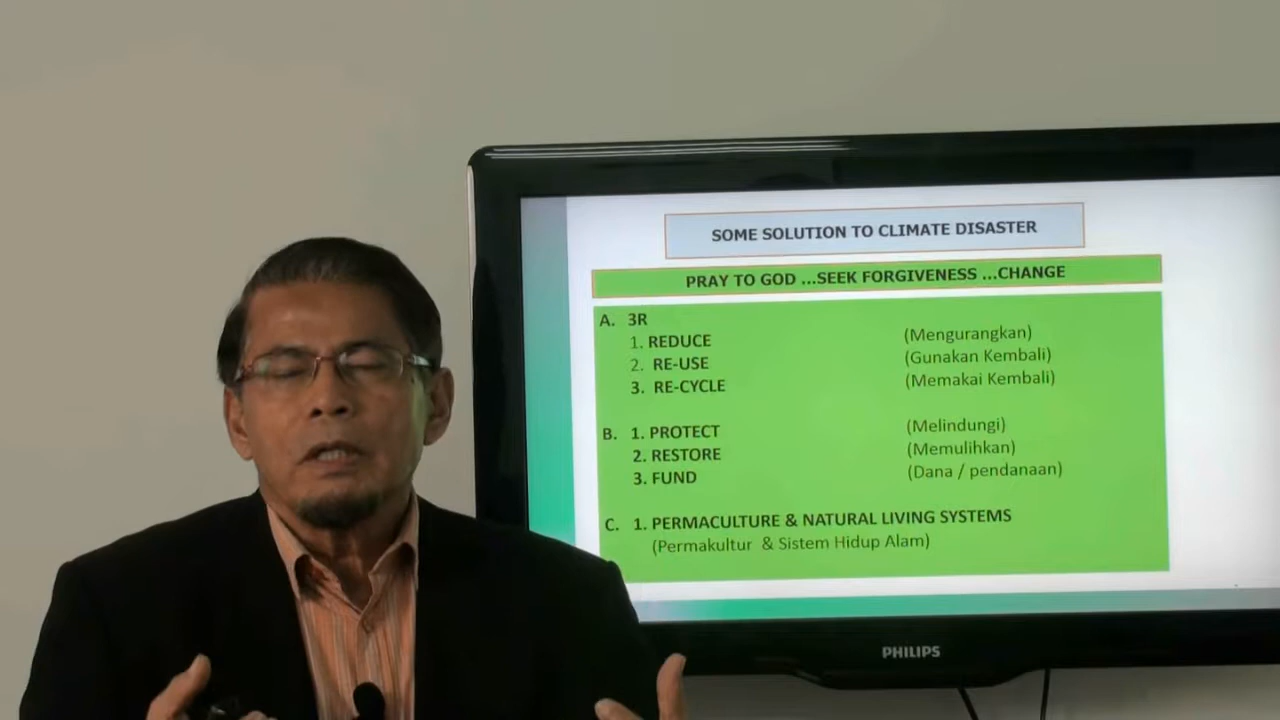 SOME SOLUTION TO CLIMATE DISASTER
PRAY TO GOD ...SEEK FORGIVENESS ...CHANGE
A. 3R
1. REDUCE (Mengurangkan)
2. RE-USE (Gunakan Kembali)
3. RE-CYCLE (Memakai Kembali)
B. 1. PROTECT (Melindungi)
2. RESTORE (Memulihkan)
3. FUND (Dana / pendanaan)
C. 1. PERMACULTURE & NATURAL LIVING SYSTEMS
(Permakultur & Sistem Hidup Alam)
PHILIPS